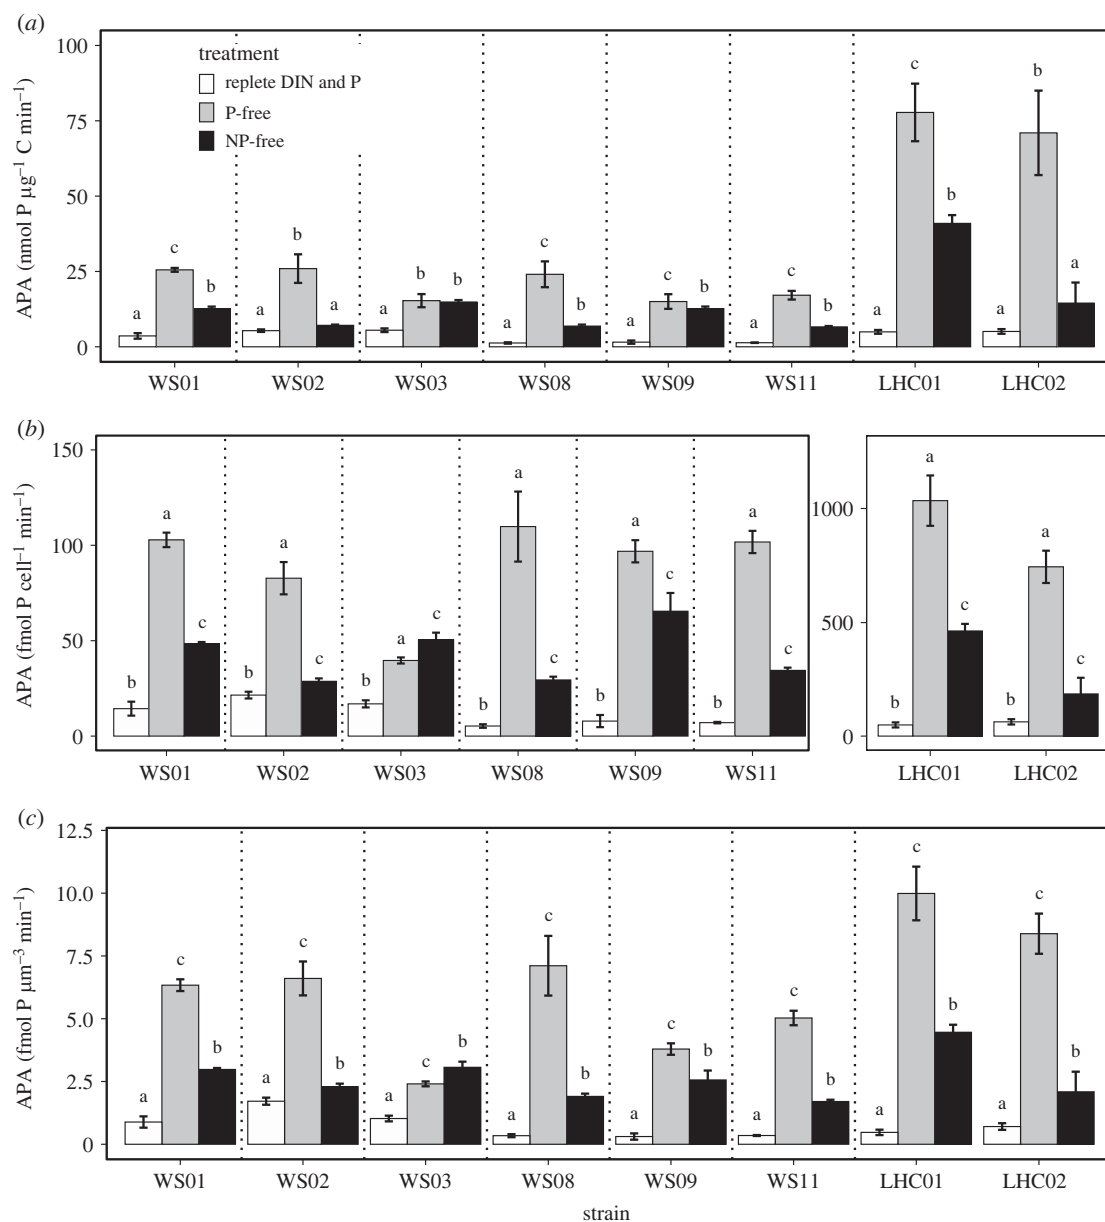 (a)
100
75
50
25
0
APA (nmol P µg⁻¹ C min⁻¹)
treatment
replete DIN and P
P-free
NP-free
a c b
a b a
a b b
a c b
a c b
a c b
a c b
a b a
WS01 WS02 WS03 WS08 WS09 WS11 LHC01 LHC02
(b)
150
100
50
0
APA (fmol P cell⁻¹ min⁻¹)
b a c
b a c
b a c
b a c
b a c
b a c
WS01 WS02 WS03 WS08 WS09 WS11
1000
500
0
b a c
b a c
LHC01 LHC02
(c)
12.5
10.0
7.5
5.0
2.5
0
APA (fmol P µm⁻³ min⁻¹)
a c b
a c b
a c b
a c b
a c b
a c b
a c b
a c b
WS01 WS02 WS03 WS08 WS09 WS11 LHC01 LHC02
strain